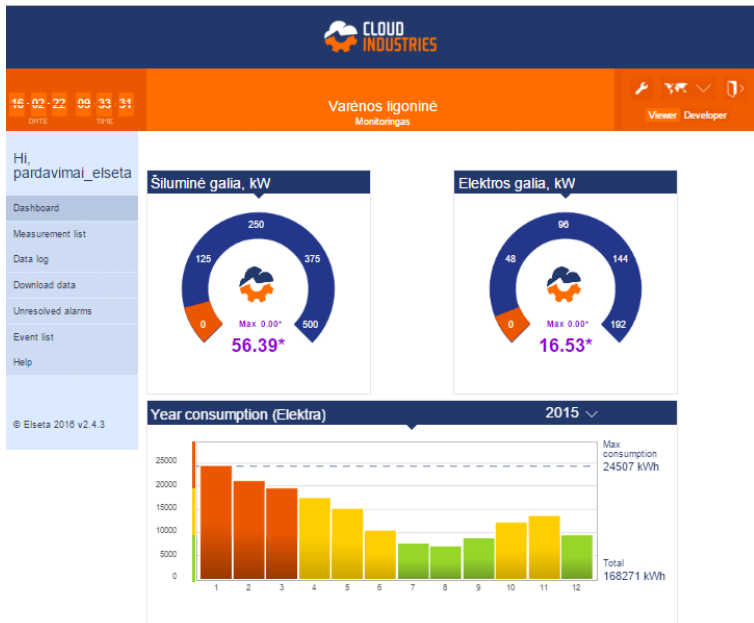 CLOUD
INDUSTRIES
16-02-22 09 33 31
DATE TIME
Varėnos ligoninė
Monitoringas
Viewer Developer
Hi,
pardavimai_elseta
Dashboard
Measurement list
Data log
Download data
Unresolved alarms
Event list
Help
© Elseta 2016 v2.4.3
Šiluminė galia, kW
250
125 375
0 500
Max 0.00*
56.39*
Elektros galia, kW
96
48 144
0 192
Max 0.00*
16.53*
Year consumption (Elektra) 2015
25000
20000
15000
10000
5000
0
1 2 3 4 5 6 7 8 9 10 11 12
Max
consumption
24507 kWh
Total
168271 kWh